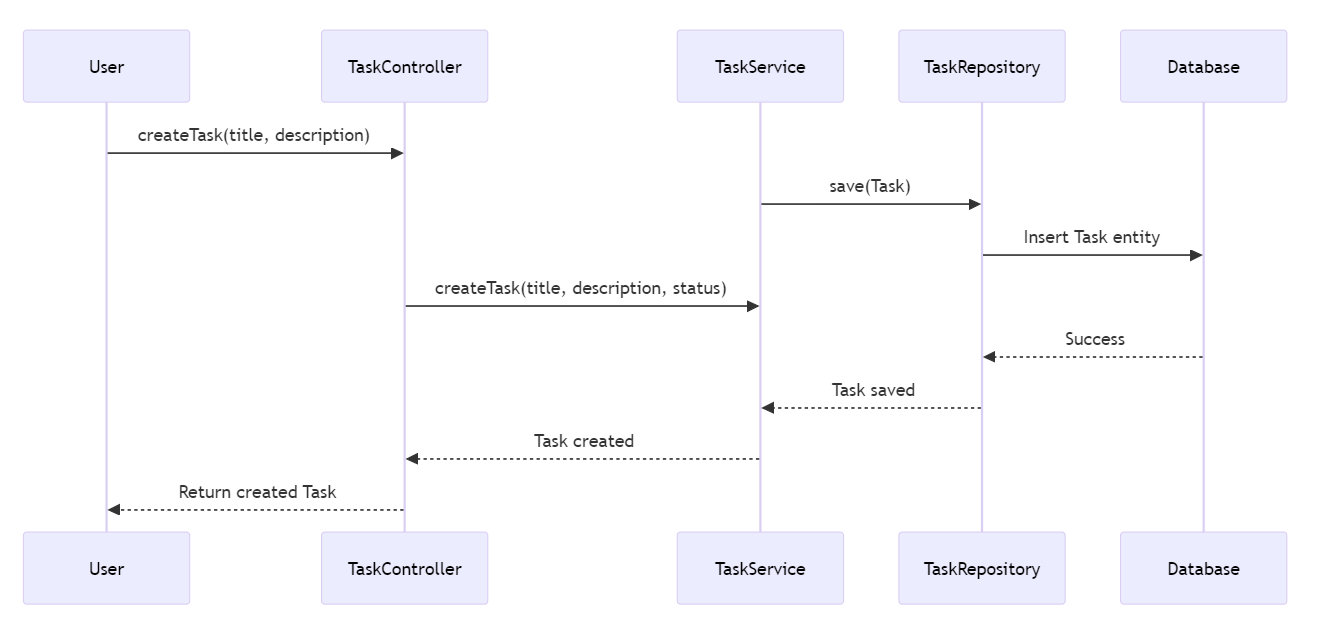 User
TaskController
TaskService
TaskRepository
Database
createTask(title, description)
save(Task)
Insert Task entity
createTask(title, description, status)
Success
Task saved
Task created
Return created Task
User
TaskController
TaskService
TaskRepository
Database